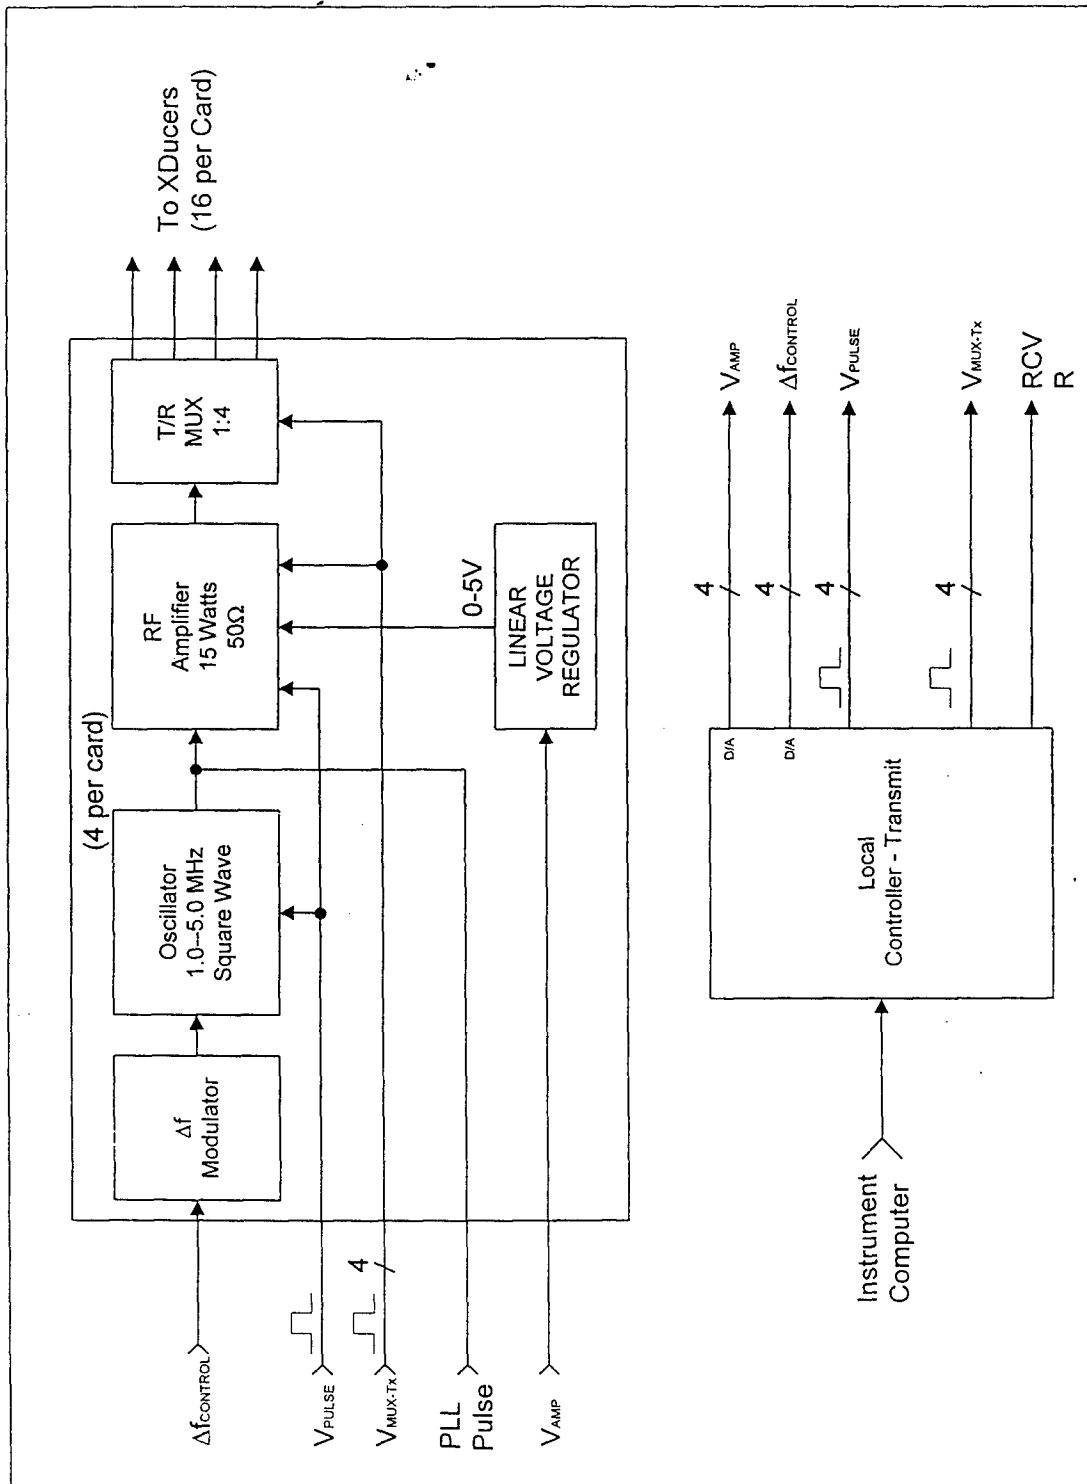 (4 per card)
Δf
Modulator
Oscillator
1.0--5.0 MHz
Square Wave
RF
Amplifier
15 Watts
50Ω
T/R
MUX
1:4
To XDucers
(16 per Card)
0-5V
LINEAR
VOLTAGE
REGULATOR
ΔfCONTROL
VPULSE
VMUX-Tx
4
PLL
Pulse
VAMP
Instrument
Computer
Local
Controller - Transmit
D/A
4
VAMP
D/A
4
ΔfCONTROL
4
VPULSE
4
VMUX-Tx
RCV
R